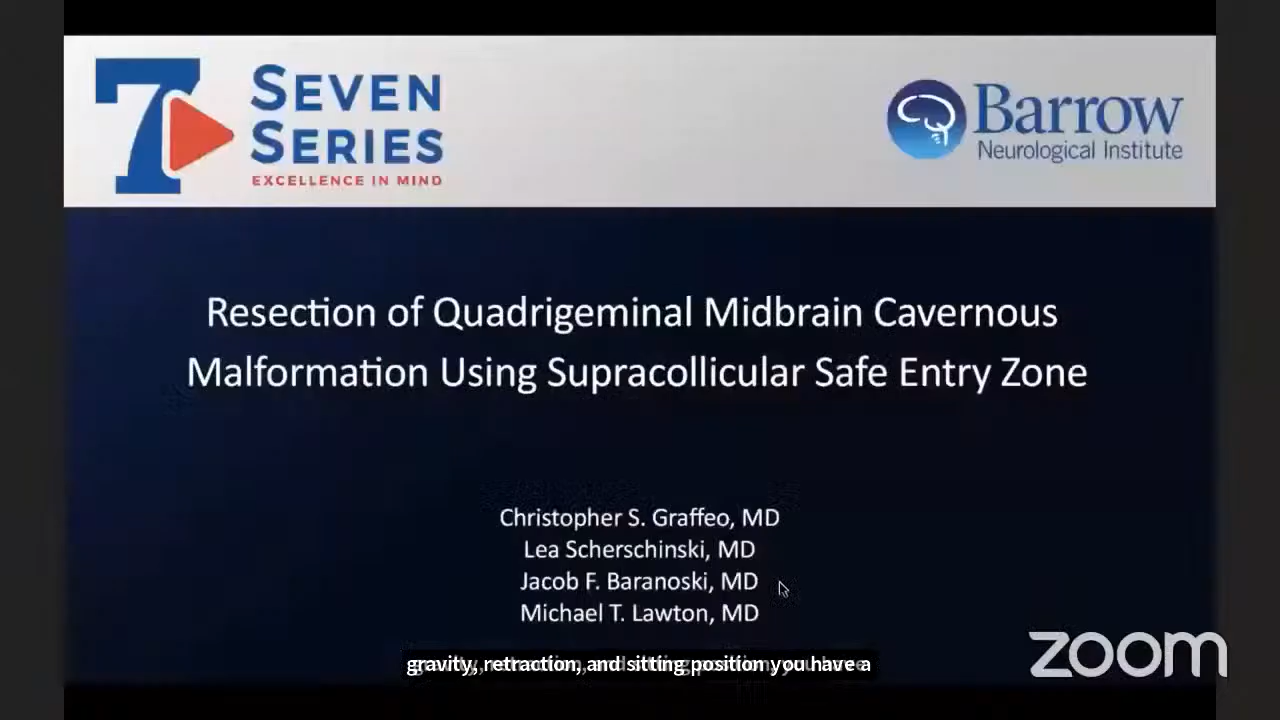 7 SEVEN
SERIES
EXCELLENCE IN MIND
Barrow
Neurological Institute
Resection of Quadrigeminal Midbrain Cavernous
Malformation Using Supracollicular Safe Entry Zone
Christopher S. Graffeo, MD
Lea Scherschinski, MD
Jacob F. Baranoski, MD
Michael T. Lawton, MD
gravity, retraction, and sitting position you have a
zoom